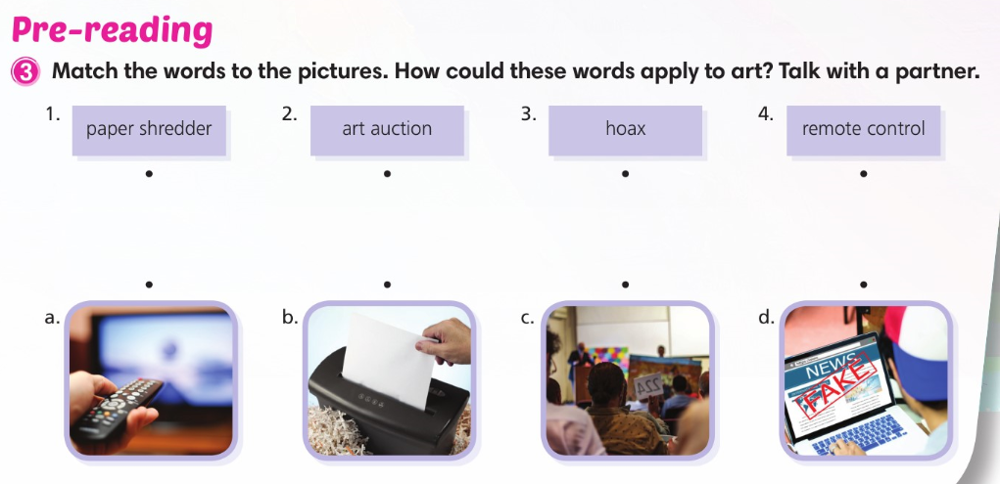 Pre-reading
3 Match the words to the pictures. How could these words apply to art? Talk with a partner.
1. paper shredder
2. art auction
3. hoax
4. remote control
a.
b.
c.
224
d.
NEWS
FAKE